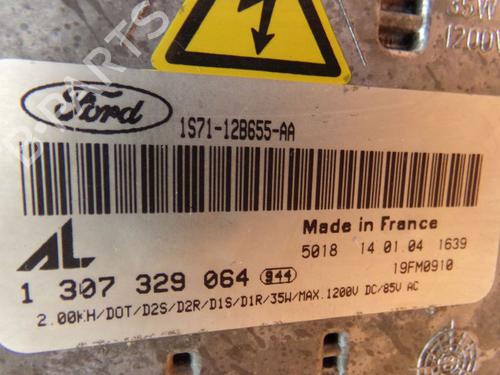 35W
1200V
Ford
1S71-12B655-AA
Made in France
5018 14 01.04 1639
19FM0910
AL
1 307 329 064 944
2.00KH/DOT/D2S/D2R/D1S/D1R/35W/MAX.1200V DC/85V AC
B-PARTS